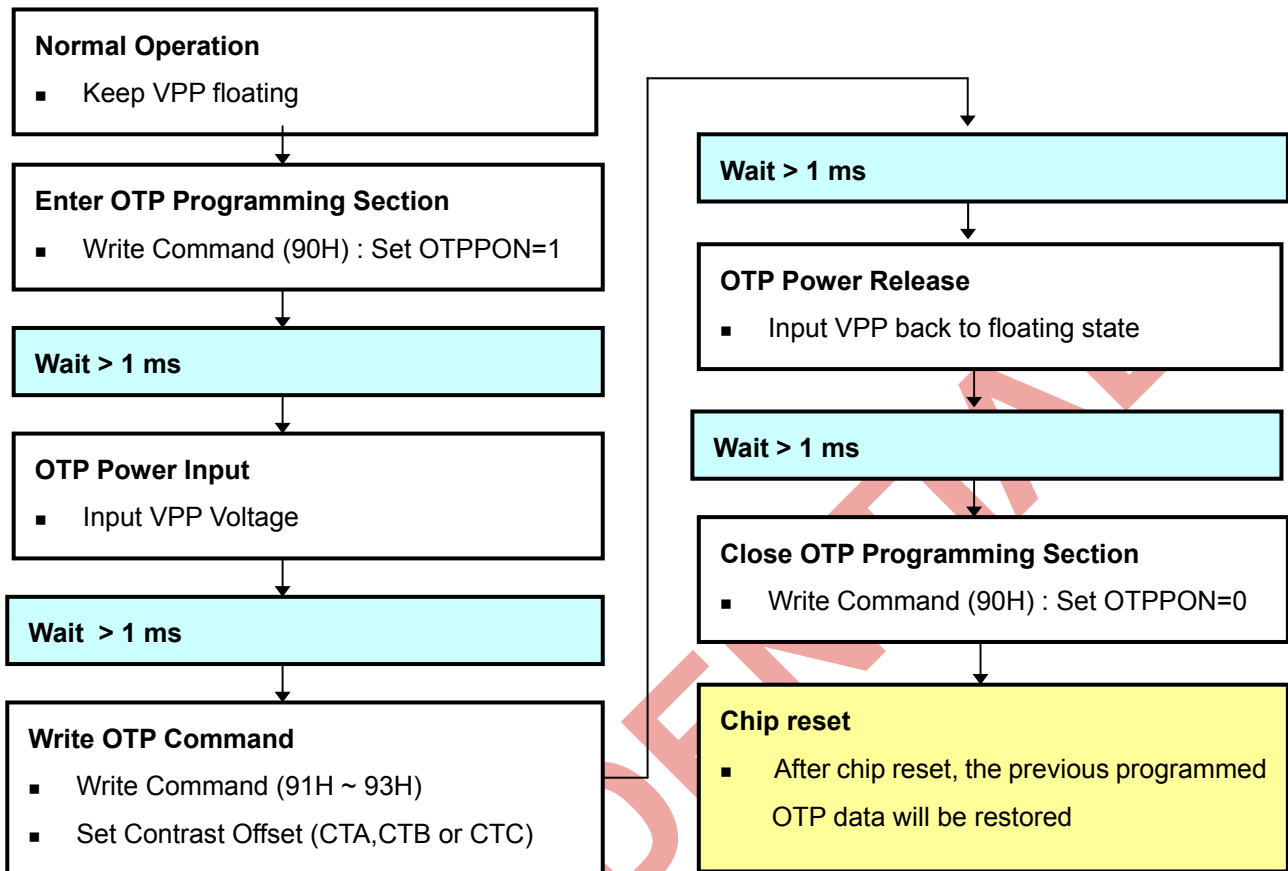 Normal Operation
▪ Keep VPP floating
Enter OTP Programming Section
▪ Write Command (90H) : Set OTPPON=1
Wait > 1 ms
OTP Power Input
▪ Input VPP Voltage
Wait > 1 ms
Write OTP Command
▪ Write Command (91H ~ 93H)
▪ Set Contrast Offset (CTA,CTB or CTC)
Wait > 1 ms
OTP Power Release
▪ Input VPP back to floating state
Wait > 1 ms
Close OTP Programming Section
▪ Write Command (90H) : Set OTPPON=0
Chip reset
▪ After chip reset, the previous programmed
OTP data will be restored